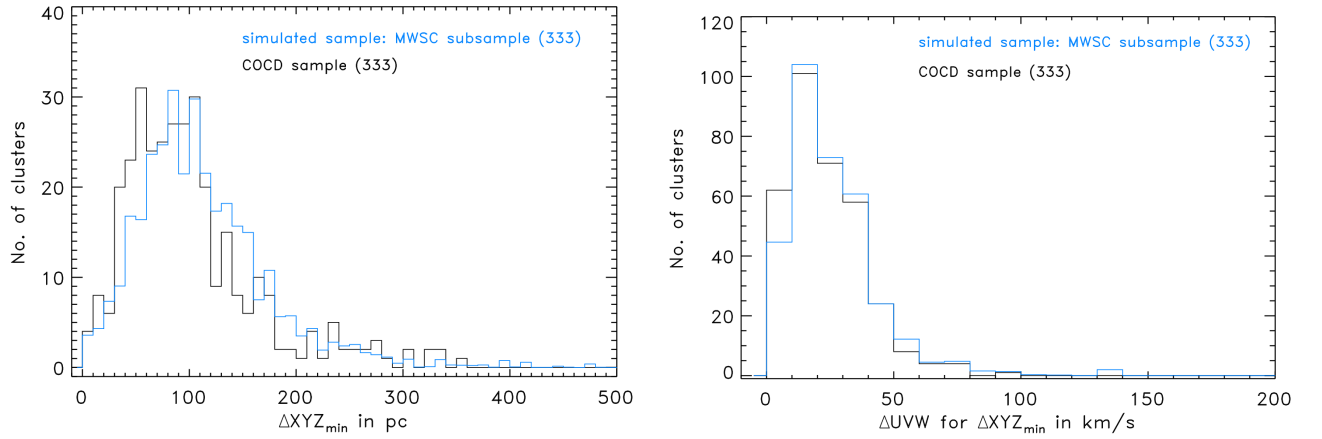 40
30
20
10
0
No. of clusters
simulated sample: MWSC subsample (333)
COCD sample (333)
0 100 200 300 400 500
ΔXYZmin in pc
120
100
80
60
40
20
0
No. of clusters
simulated sample: MWSC subsample (333)
COCD sample (333)
0 50 100 150 200
ΔUVW for ΔXYZmin in km/s